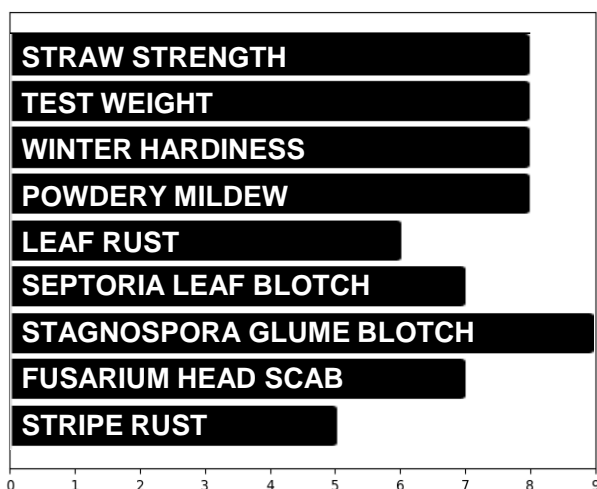 STRAW STRENGTH
TEST WEIGHT
WINTER HARDINESS
POWDERY MILDEW
LEAF RUST
SEPTORIA LEAF BLOTCH
STAGNOSPORA GLUME BLOTCH
FUSARIUM HEAD SCAB
STRIPE RUST
0 1 2 3 4 5 6 7 8 9